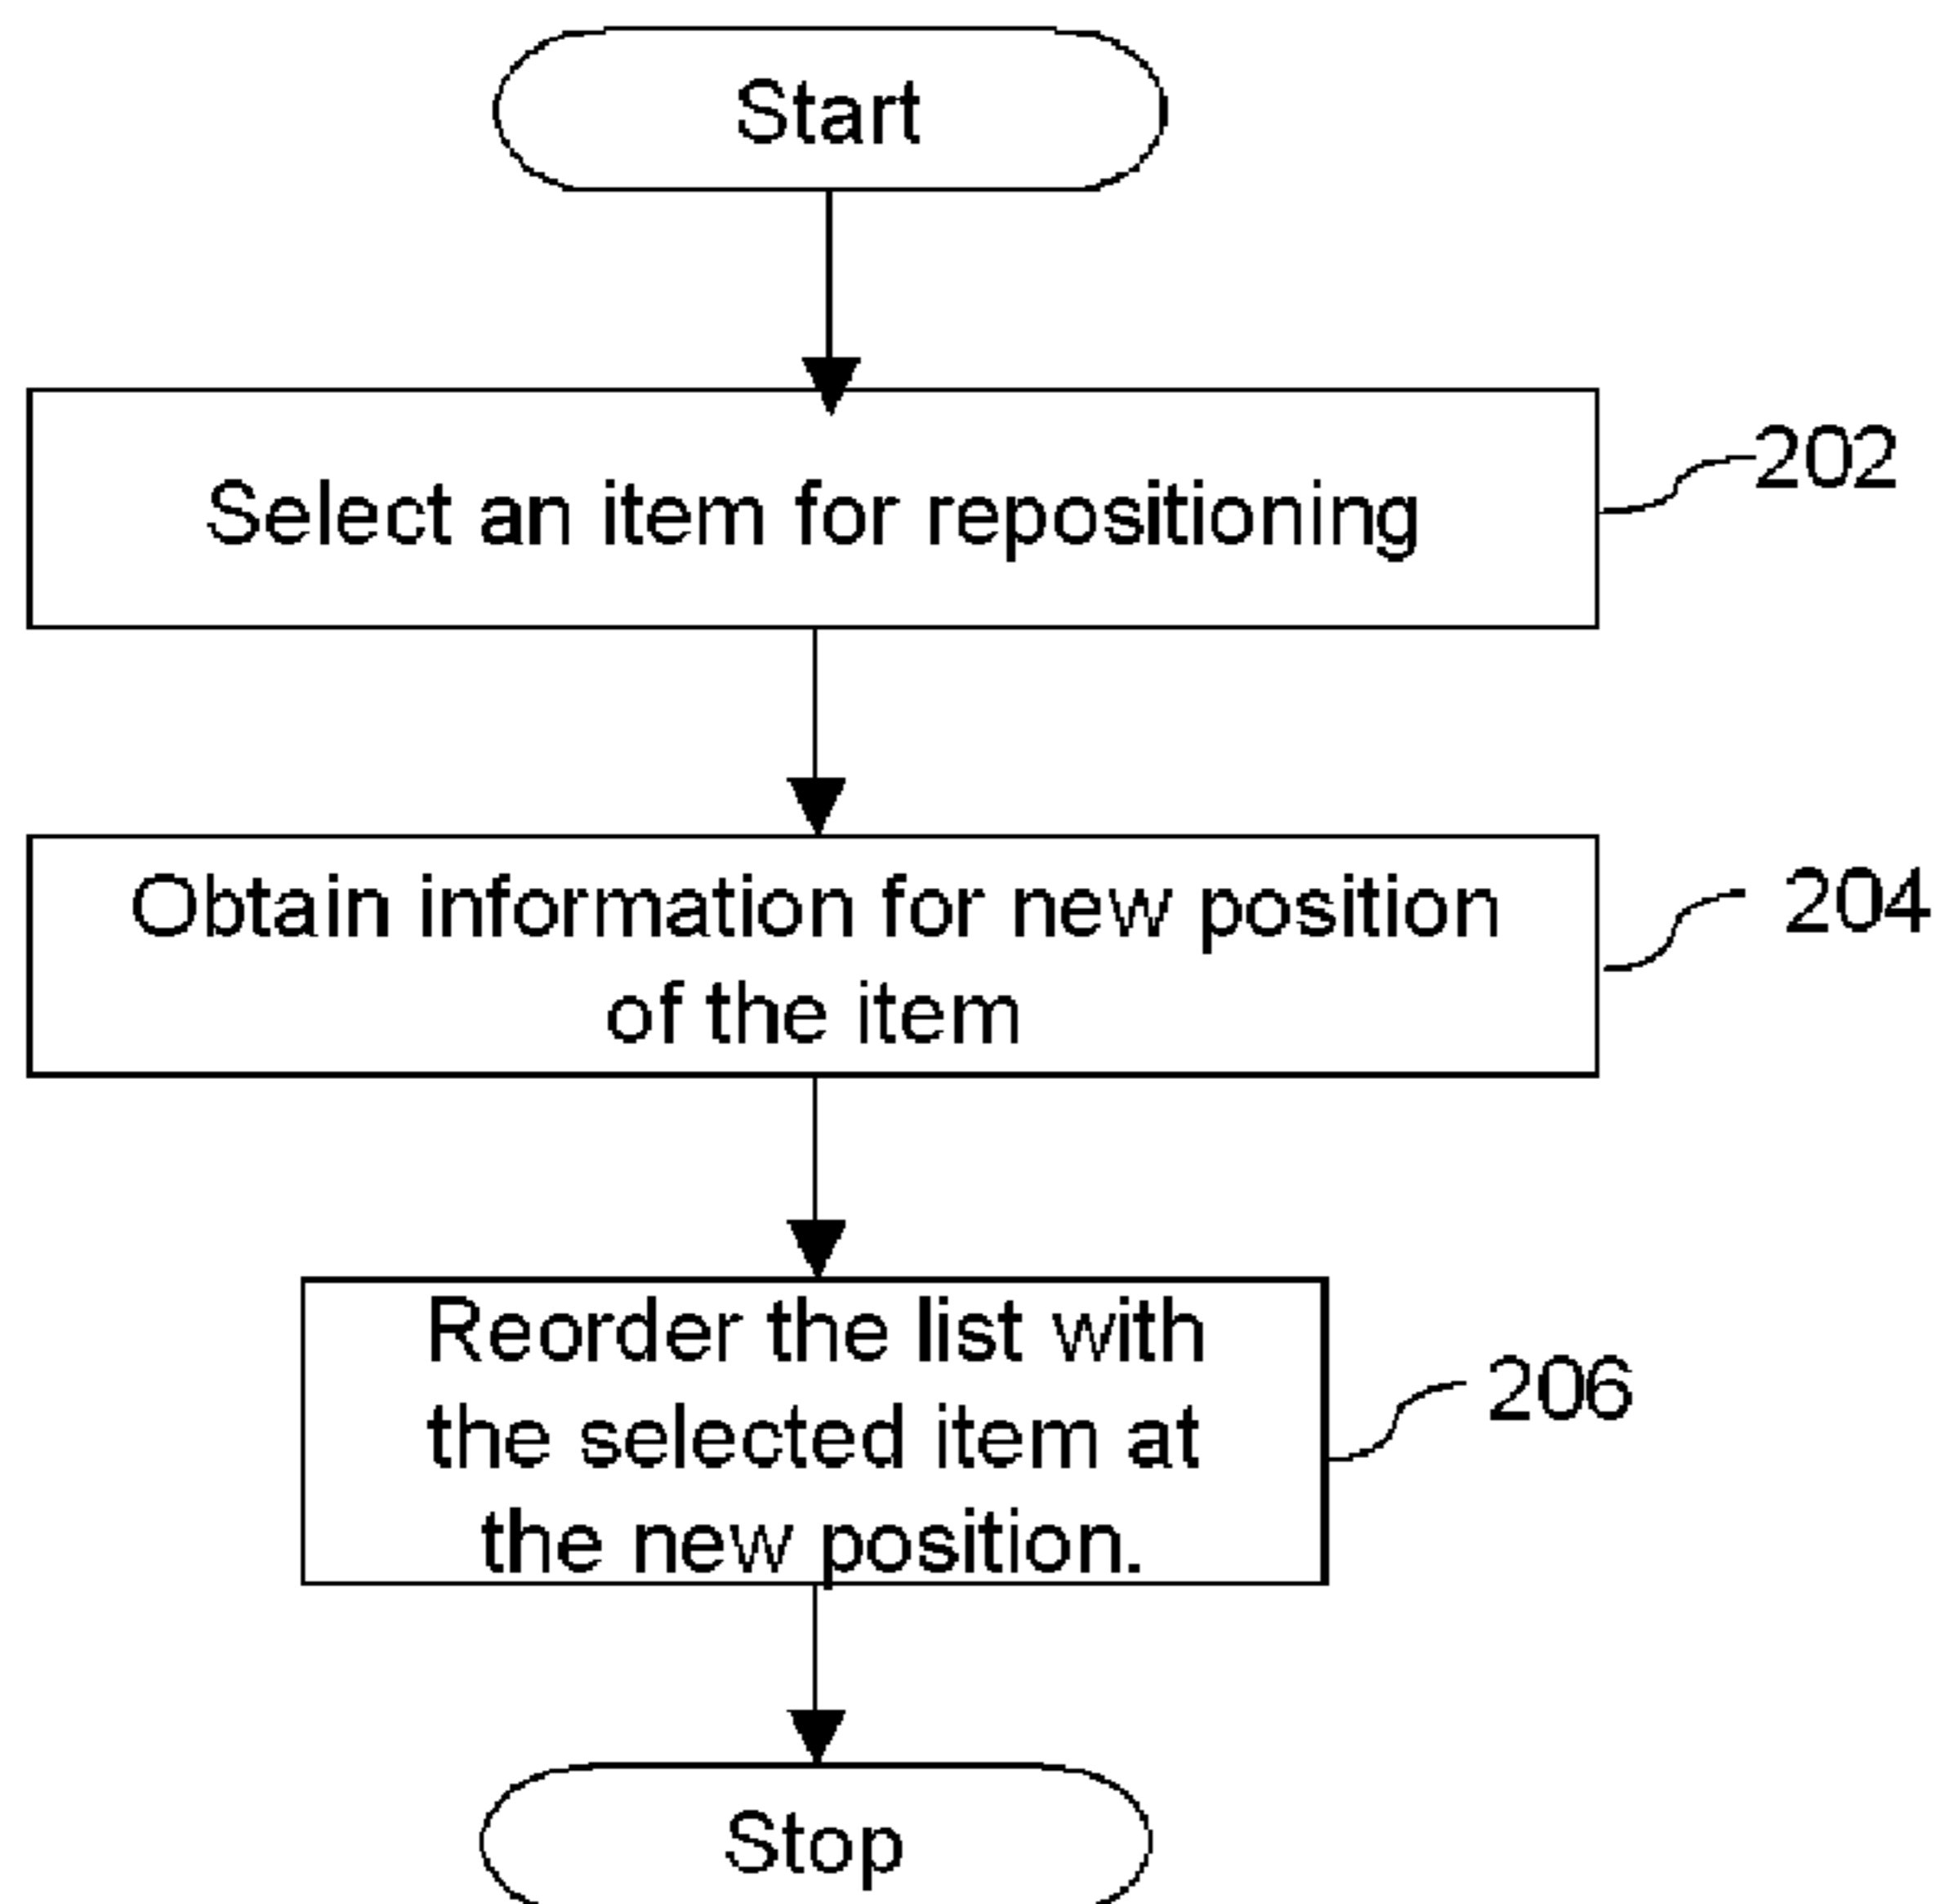 Start
Select an item for repositioning
202
Obtain information for new position
of the item
204
Reorder the list with
the selected item at
the new position.
206
Stop